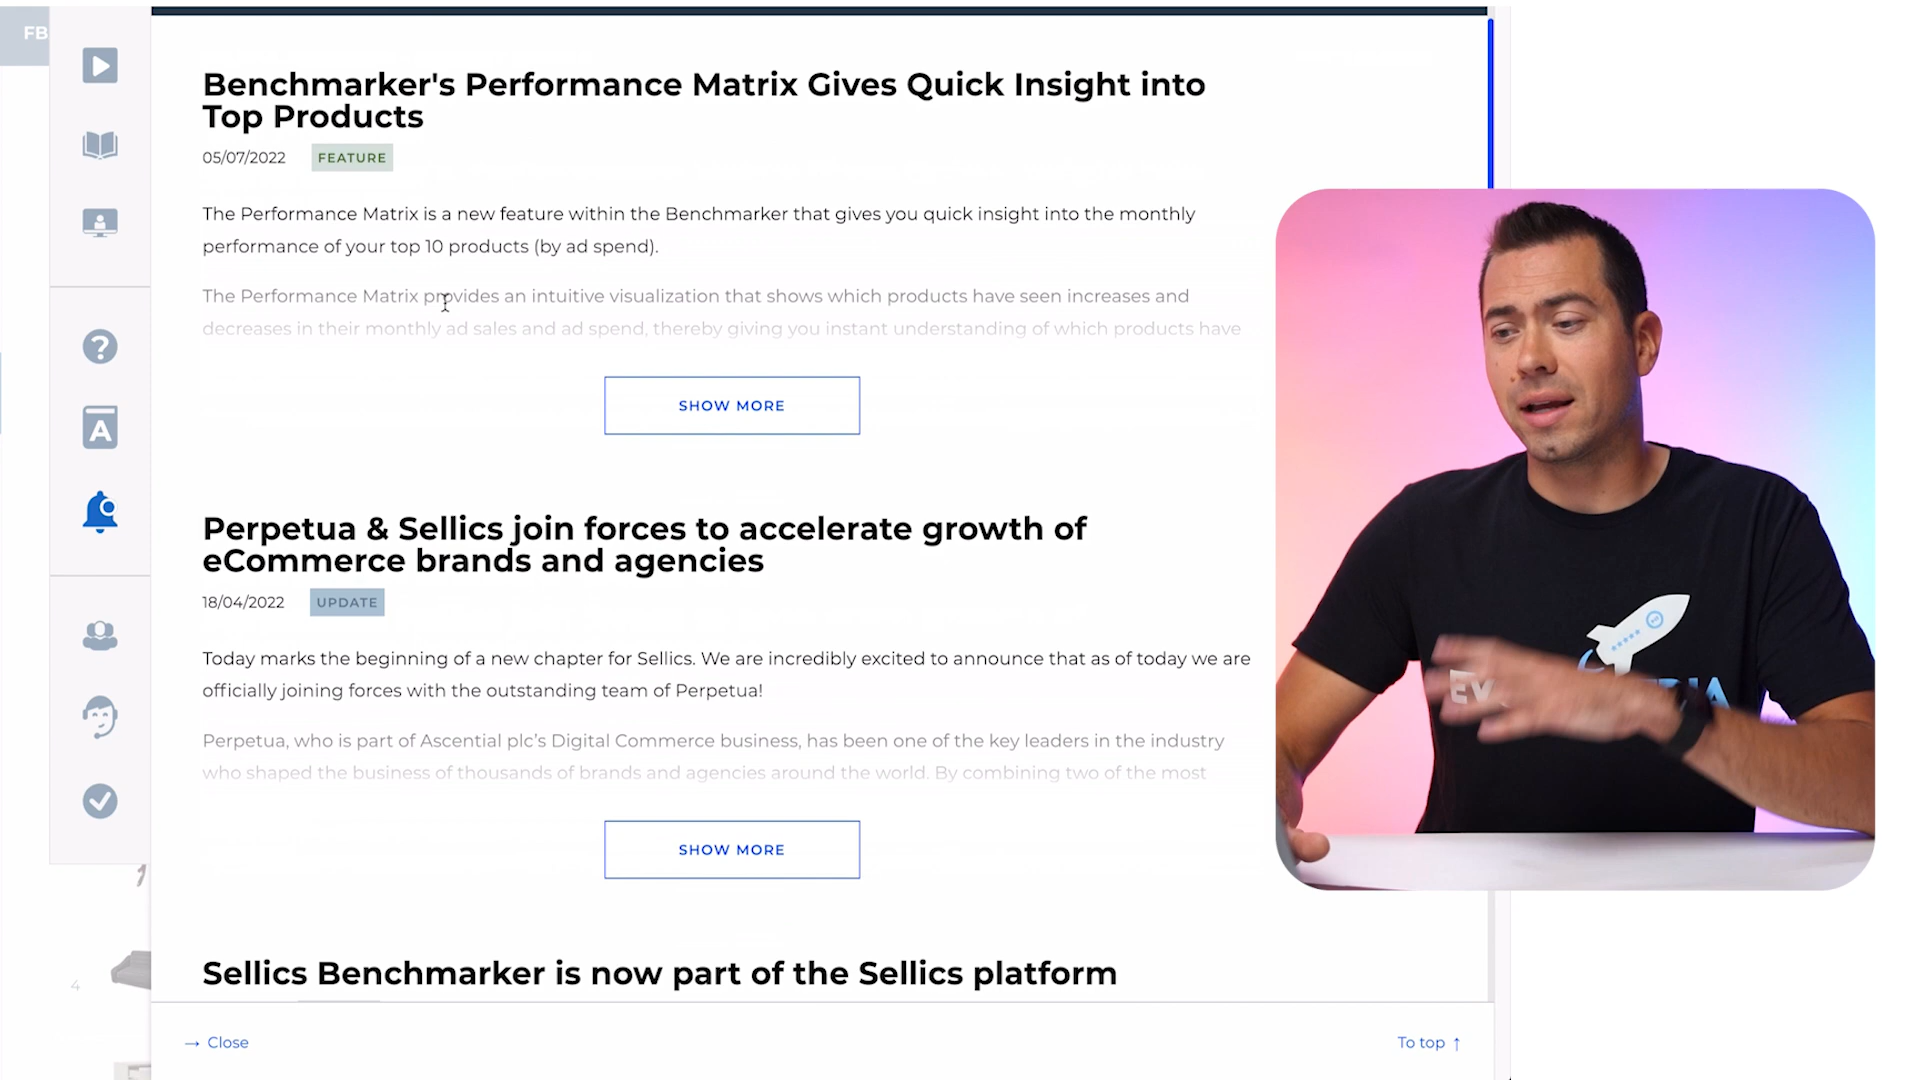 FB
Benchmarker's Performance Matrix Gives Quick Insight into
Top Products
05/07/2022 FEATURE
The Performance Matrix is a new feature within the Benchmarker that gives you quick insight into the monthly
performance of your top 10 products (by ad spend).
The Performance Matrix provides an intuitive visualization that shows which products have seen increases and
decreases in their monthly ad sales and ad spend, thereby giving you instant understanding of which products have
SHOW MORE
Perpetua & Sellics join forces to accelerate growth of
eCommerce brands and agencies
18/04/2022 UPDATE
Today marks the beginning of a new chapter for Sellics. We are incredibly excited to announce that as of today we are
officially joining forces with the outstanding team of Perpetua!
Perpetua, who is part of Ascential plc's Digital Commerce business, has been one of the key leaders in the industry
who shaped the business of thousands of brands and agencies around the world. By combining two of the most
SHOW MORE
Sellics Benchmarker is now part of the Sellics platform
4
→ Close
To top ↑